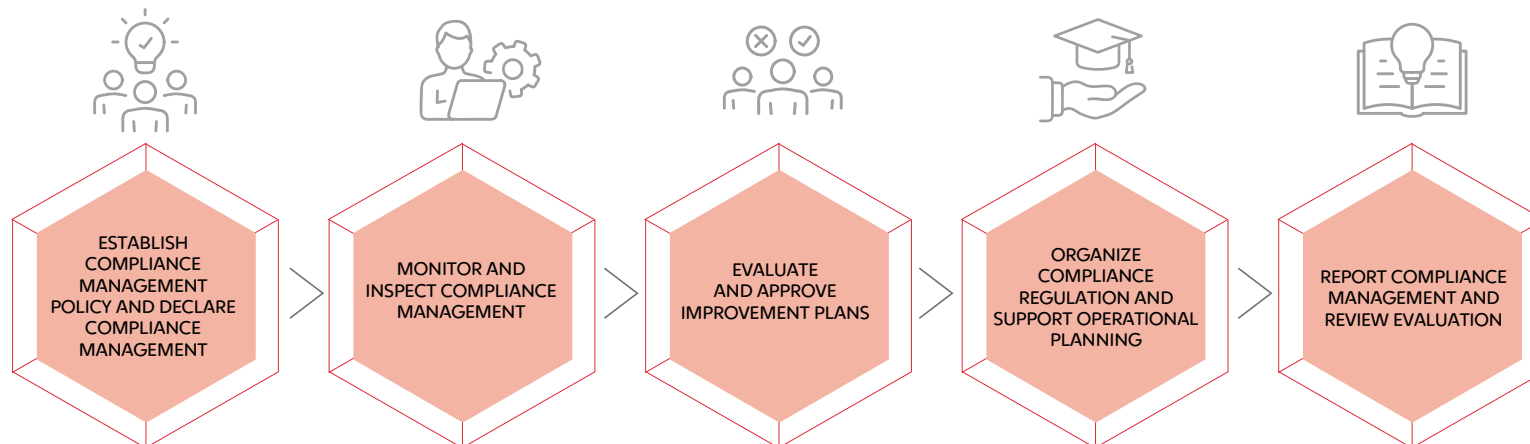 ESTABLISH
COMPLIANCE
MANAGEMENT
POLICY AND DECLARE
COMPLIANCE
MANAGEMENT
MONITOR AND
INSPECT COMPLIANCE
MANAGEMENT
EVALUATE
AND APPROVE
IMPROVEMENT PLANS
ORGANIZE
COMPLIANCE
REGULATION AND
SUPPORT OPERATIONAL
PLANNING
REPORT COMPLIANCE
MANAGEMENT AND
REVIEW EVALUATION